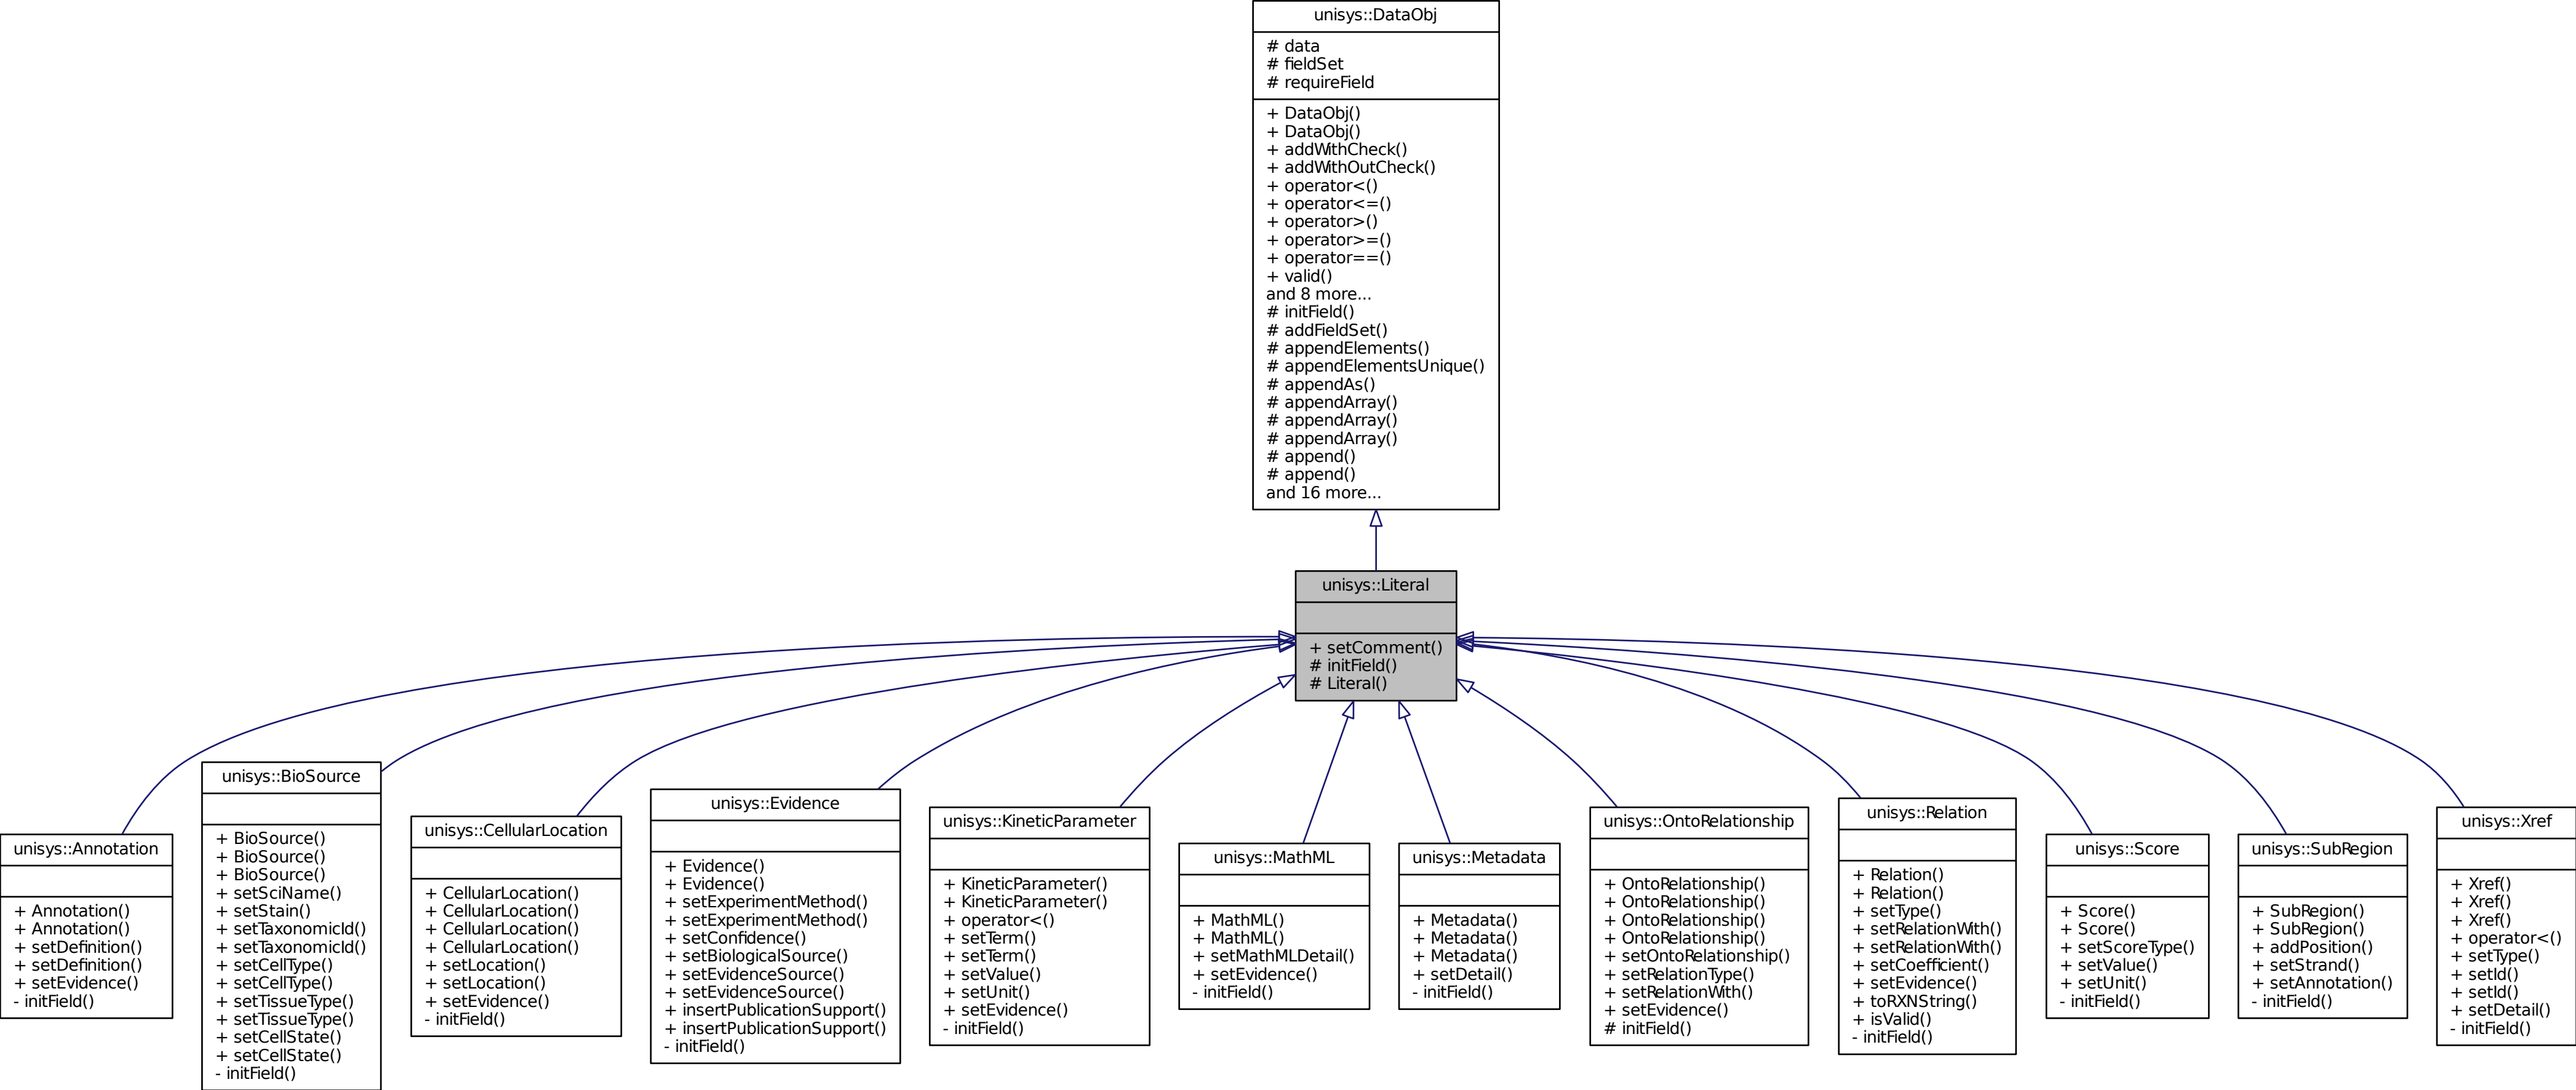 unisys::DataObj
# data
# fieldSet
# requireField
+ DataObj()
+ DataObj()
+ addWithCheck()
+ addWithOutCheck()
+ operator<()
+ operator<=()
+ operator>()
+ operator>=()
+ operator==()
+ valid()
and 8 more...
# initField()
# addFieldSet()
# appendElements()
# appendElementsUnique()
# appendAs()
# appendArray()
# appendArray()
# appendArray()
# append()
# append()
and 16 more...
unisys::Literal
+ setComment()
# initField()
# Literal()
unisys::Annotation
+ Annotation()
+ Annotation()
+ setDefinition()
+ setDefinition()
+ setEvidence()
- initField()
unisys::BioSource
+ BioSource()
+ BioSource()
+ BioSource()
+ setSciName()
+ setStain()
+ setTaxonomicId()
+ setTaxonomicId()
+ setCellType()
+ setCellType()
+ setTissueType()
+ setTissueType()
+ setCellState()
+ setCellState()
- initField()
unisys::CellularLocation
+ CellularLocation()
+ CellularLocation()
+ CellularLocation()
+ CellularLocation()
+ setLocation()
+ setLocation()
+ setEvidence()
- initField()
unisys::Evidence
+ Evidence()
+ Evidence()
+ setExperimentMethod()
+ setExperimentMethod()
+ setConfidence()
+ setBiologicalSource()
+ setEvidenceSource()
+ setEvidenceSource()
+ insertPublicationSupport()
+ insertPublicationSupport()
- initField()
unisys::KineticParameter
+ KineticParameter()
+ KineticParameter()
+ operator<()
+ setTerm()
+ setTerm()
+ setValue()
+ setUnit()
+ setEvidence()
- initField()
unisys::MathML
+ MathML()
+ MathML()
+ setMathMLDetail()
+ setEvidence()
- initField()
unisys::Metadata
+ Metadata()
+ Metadata()
+ Metadata()
+ setDetail()
- initField()
unisys::OntoRelationship
+ OntoRelationship()
+ OntoRelationship()
+ OntoRelationship()
+ OntoRelationship()
+ setOntoRelationship()
+ setRelationType()
+ setRelationWith()
+ setEvidence()
# initField()
unisys::Relation
+ Relation()
+ Relation()
+ setType()
+ setRelationWith()
+ setRelationWith()
+ setCoefficient()
+ setEvidence()
+ toRXNString()
+ isValid()
- initField()
unisys::Score
+ Score()
+ Score()
+ setScoreType()
+ setValue()
+ setUnit()
- initField()
unisys::SubRegion
+ SubRegion()
+ SubRegion()
+ addPosition()
+ setStrand()
+ setAnnotation()
- initField()
unisys::Xref
+ Xref()
+ Xref()
+ Xref()
+ operator<()
+ setType()
+ setId()
+ setId()
+ setDetail()
- initField()